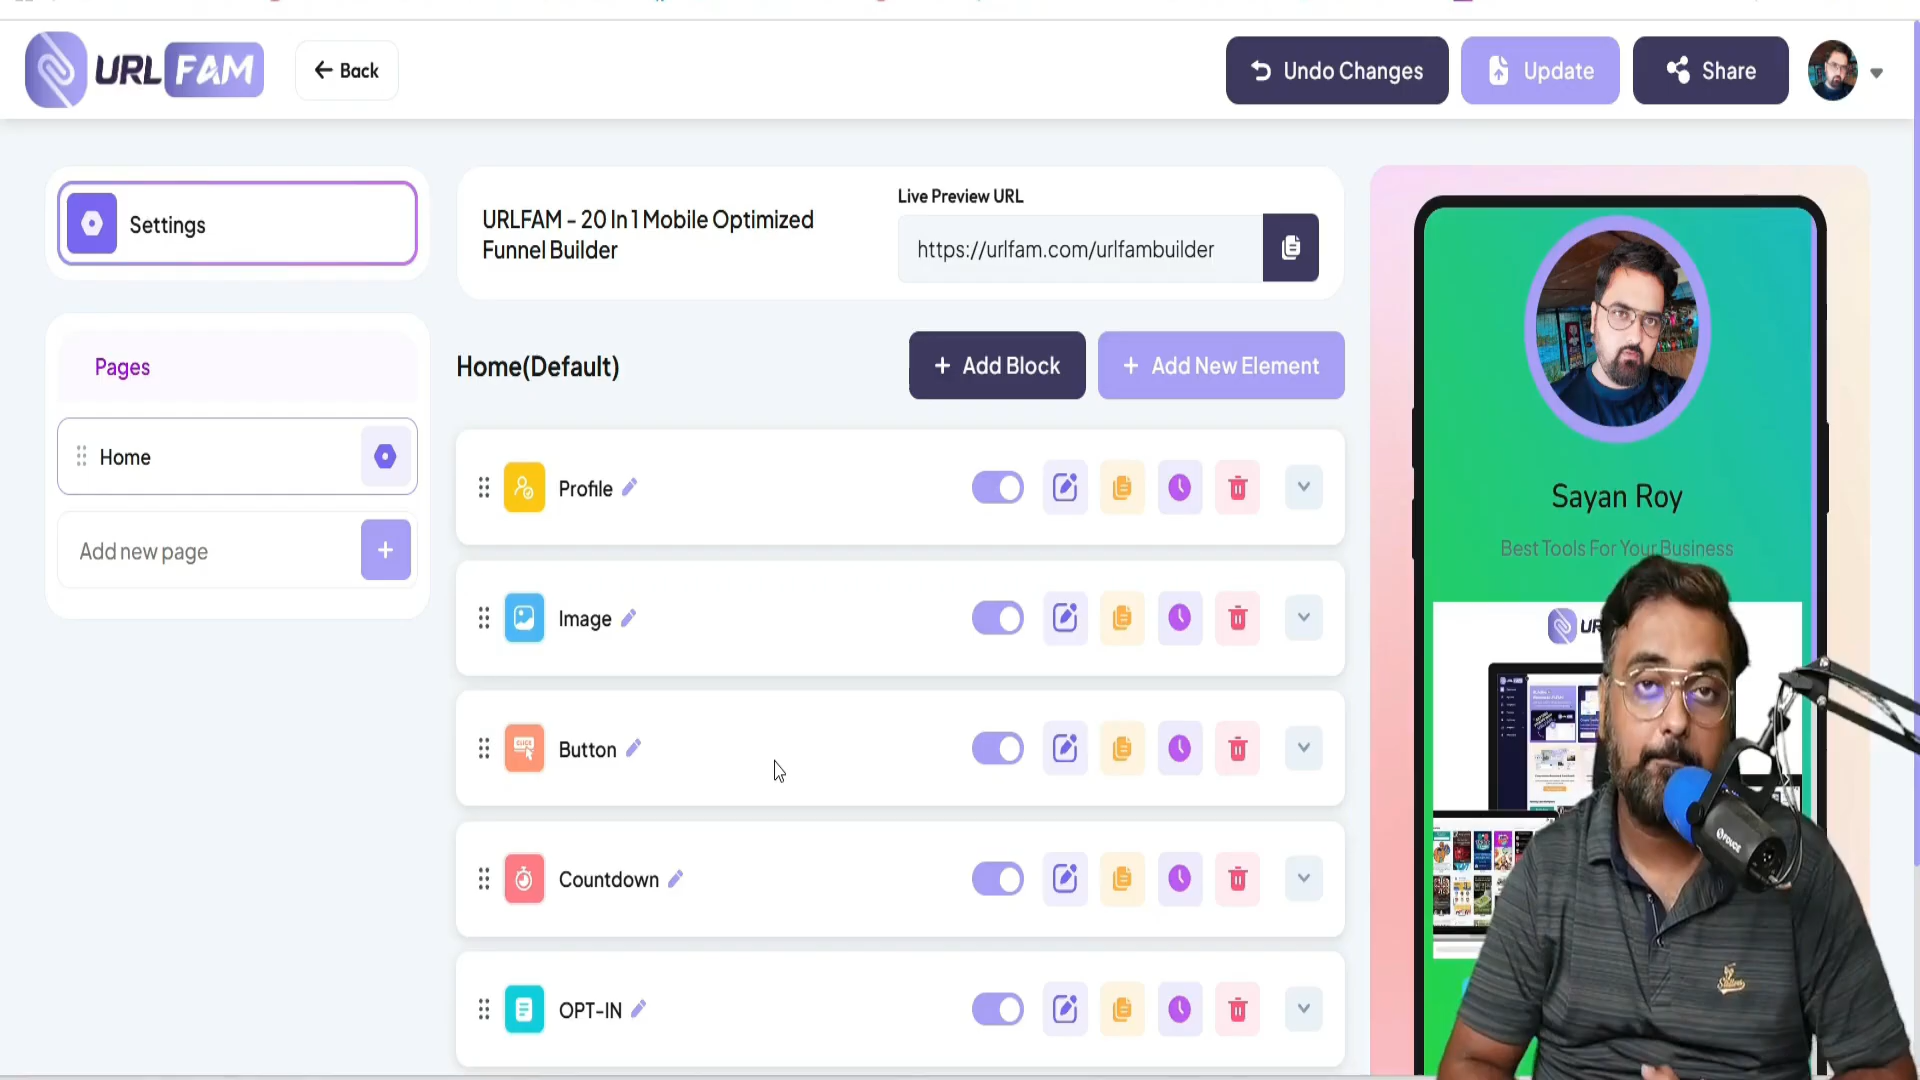 URL FAM
Back
Undo Changes
Update
Share
Settings
URLFAM - 20 In 1 Mobile Optimized
Funnel Builder
Live Preview URL
https://urlfam.com/urlfambuilder
Pages
Home
Add new page
Home(Default)
+ Add Block
+ Add New Element
Profile
Image
Button
CLICK
Countdown
OPT-IN
Sayan Roy
Best Tools For Your Business
UR